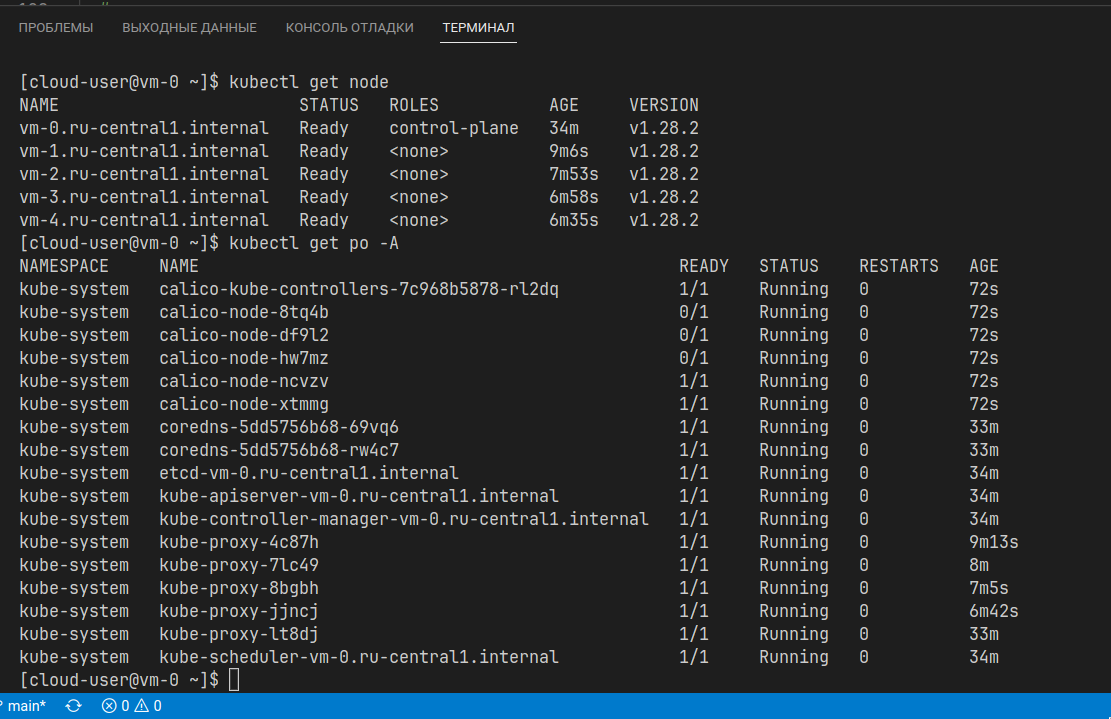 ПРОБЛЕМЫ ВЫХОДНЫЕ ДАННЫЕ КОНСОЛЬ ОТЛАДКИ ТЕРМИНАЛ
[cloud-user@vm-0 ~]$ kubectl get node
NAME STATUS ROLES AGE VERSION
vm-0.ru-central1.internal Ready control-plane 34m v1.28.2
vm-1.ru-central1.internal Ready <none> 9m6s v1.28.2
vm-2.ru-central1.internal Ready <none> 7m53s v1.28.2
vm-3.ru-central1.internal Ready <none> 6m58s v1.28.2
vm-4.ru-central1.internal Ready <none> 6m35s v1.28.2
[cloud-user@vm-0 ~]$ kubectl get po -A
NAMESPACE NAME READY STATUS RESTARTS AGE
kube-system calico-kube-controllers-7c968b5878-rl2dq 1/1 Running 0 72s
kube-system calico-node-8tq4b 0/1 Running 0 72s
kube-system calico-node-df9l2 0/1 Running 0 72s
kube-system calico-node-hw7mz 0/1 Running 0 72s
kube-system calico-node-ncvzv 1/1 Running 0 72s
kube-system calico-node-xtmmg 1/1 Running 0 72s
kube-system coredns-5dd5756b68-69vq6 1/1 Running 0 33m
kube-system coredns-5dd5756b68-rw4c7 1/1 Running 0 33m
kube-system etcd-vm-0.ru-central1.internal 1/1 Running 0 34m
kube-system kube-apiserver-vm-0.ru-central1.internal 1/1 Running 0 34m
kube-system kube-controller-manager-vm-0.ru-central1.internal 1/1 Running 0 34m
kube-system kube-proxy-4c87h 1/1 Running 0 9m13s
kube-system kube-proxy-7lc49 1/1 Running 0 8m
kube-system kube-proxy-8bgbh 1/1 Running 0 7m5s
kube-system kube-proxy-jjncj 1/1 Running 0 6m42s
kube-system kube-proxy-lt8dj 1/1 Running 0 33m
kube-system kube-scheduler-vm-0.ru-central1.internal 1/1 Running 0 34m
[cloud-user@vm-0 ~]$
main* 0 0